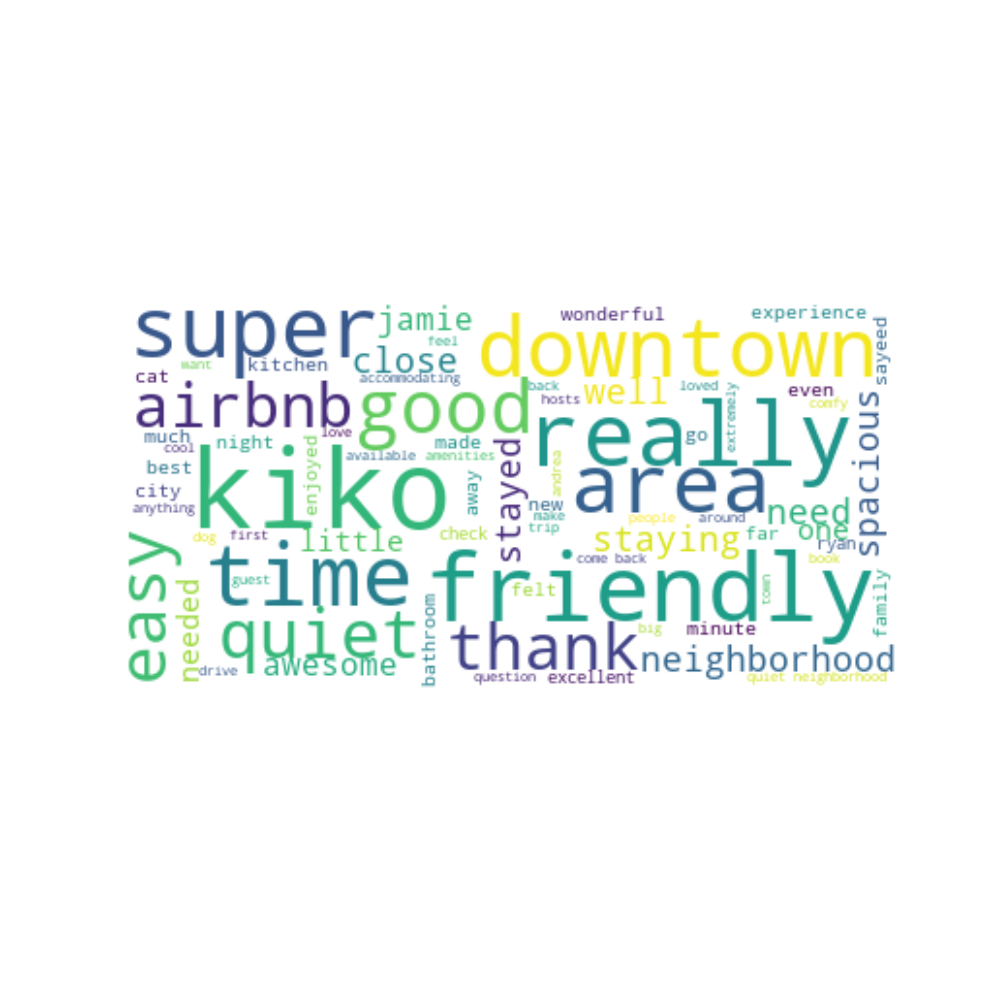 super
jamie
wonderful
experience
feel
downtown
sayeed
want
kitchen
close
cat
accommodating
airbnb
good
back
well
loved
even
hosts
extremely
comfy
love
really
spacious
much
cool
night
enjoyed
made
go
best
kiko
available
amenities
stayed
andrea
area
city
away
anything
new
make
trip
people
around
need
one
easy
dog
first
little
check
staying
far
ryan
time
guest
come back
book
friendly
felt
town
family
needed
quiet
bathroom
thank
big
minute
awesome
neighborhood
drive
question
excellent
quiet neighborhood